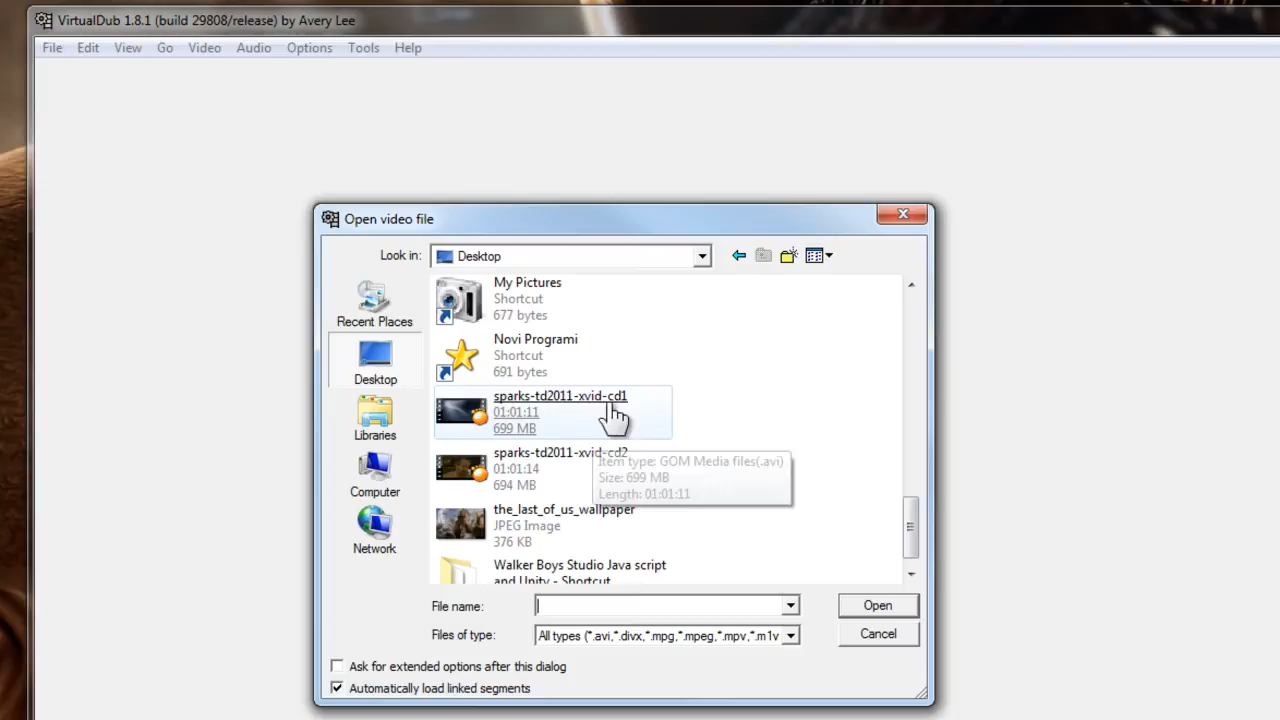 VirtualDub 1.8.1 (build 29808/release) by Avery Lee
File Edit View Go Video Audio Options Tools Help
Open video file
Look in: Desktop
Recent Places
Desktop
Libraries
Computer
Network
My Pictures
Shortcut
677 bytes
Novi Programi
Shortcut
691 bytes
sparks-td2011-xvid-cd1
01:01:11
699 MB
sparks-td2011-xvid-cd2
01:01:14
694 MB
Item type: GOM Media files(.avi)
Size: 699 MB
Length: 01:01:11
the_last_of_us_wallpaper
JPEG Image
376 KB
Walker Boys Studio Java script
and Unity - Shortcut
File name:
Open
Files of type: All types (*.avi,*.divx,*.mpg,*.mpeg,*.mpv,*.m1v
Cancel
Ask for extended options after this dialog
Automatically load linked segments